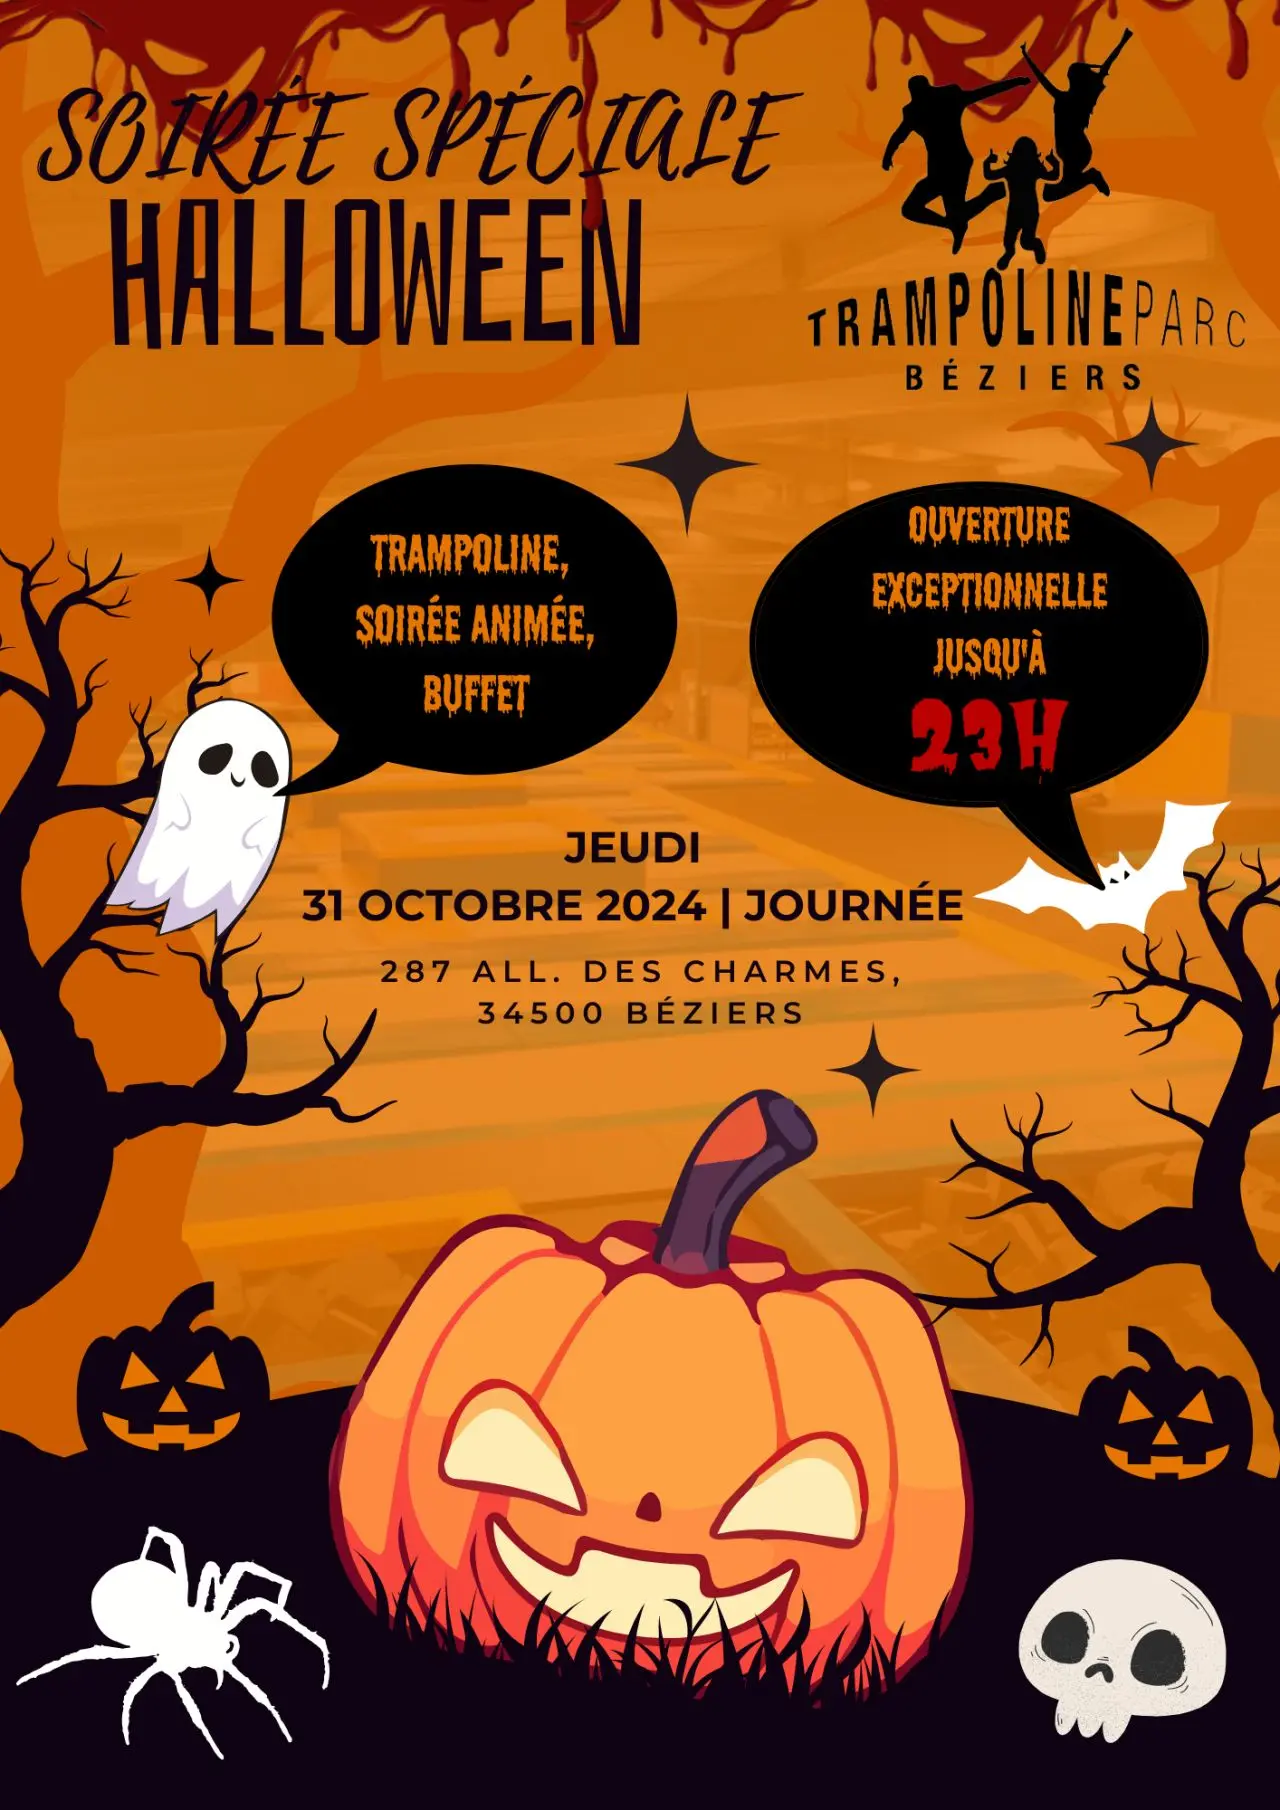 SOIRÉE SPÉCIALE
HALLOWEEN
TRAMPOLINEPARC
BÉZIERS
TRAMPOLINE,
SOIRÉE ANIMÉE,
BUFFET
OUVERTURE
EXCEPTIONNELLE
JUSQU'À
23H
JEUDI
31 OCTOBRE 2024 | JOURNÉE
287 ALL. DES CHARMES,
34500 BÉZIERS